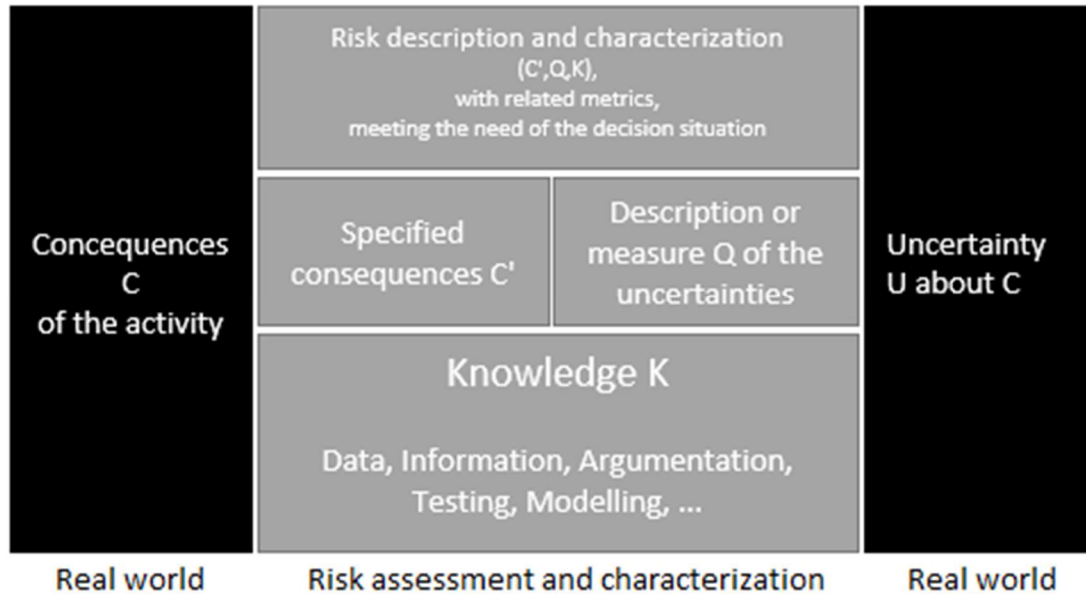 Risk description and characterization
(C',Q,K),
with related metrics,
meeting the need of the decision situation
Concequences
C
of the activity
Specified
consequences C'
Description or
measure Q of the
uncertainties
Uncertainty
U about C
Knowledge K
Data, Information, Argumentation,
Testing, Modelling, ...
Real world
Risk assessment and characterization
Real world